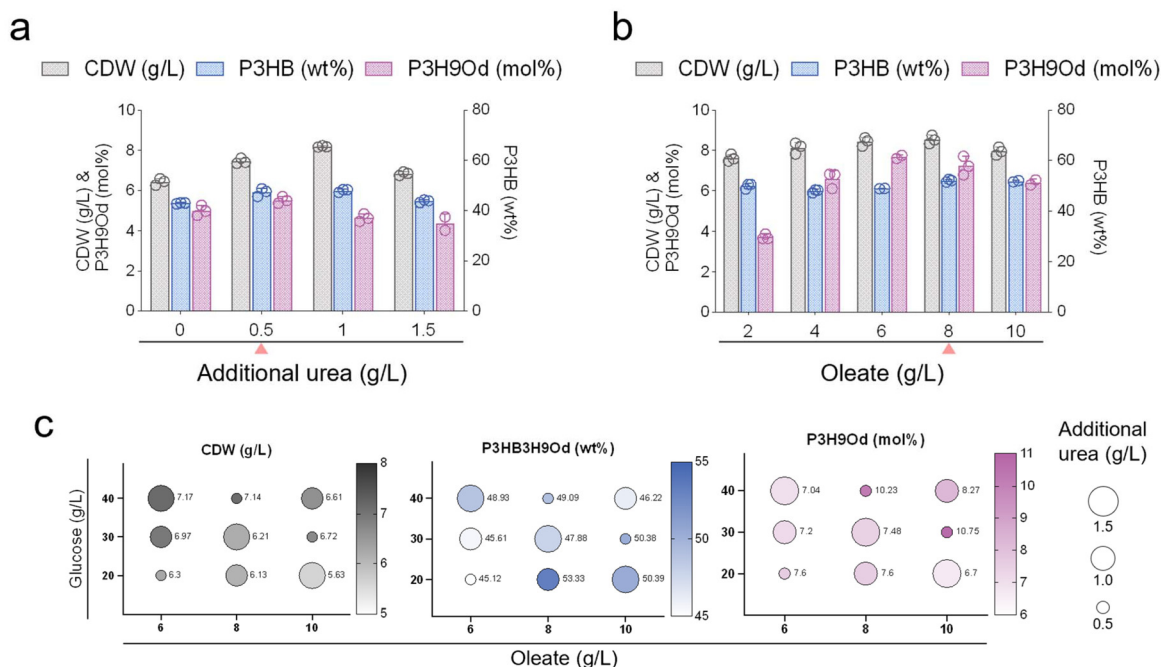 a
CDW (g/L) P3HB (wt%) P3H9Od (mol%)
CDW (g/L) &
P3H9Od (mol%)
10
8
6
4
2
0
80
60
40
20
0
P3HB
(wt%)
0 0.5 1 1.5
Additional urea (g/L)
b
CDW (g/L) P3HB (wt%) P3H9Od (mol%)
CDW (g/L) &
P3H9Od (mol%)
10
8
6
4
2
0
80
60
40
20
0
P3HB
(wt%)
2 4 6 8 10
Oleate (g/L)
c
Glucose (g/L)
CDW (g/L)
40 7.17 7.14 6.61
30 6.97 6.21 6.72
20 6.3 6.13 5.63
6 8 10
8
7
6
5
P3HB3H9Od (wt%)
40 48.93 49.09 46.22
30 45.61 47.88 50.38
20 45.12 53.33 50.39
6 8 10
55
50
45
P3H9Od (mol%)
40 7.04 10.23 8.27
30 7.2 7.48 10.75
20 7.6 7.6 6.7
6 8 10
11
10
9
8
7
6
Oleate (g/L)
Additional
urea (g/L)
1.5
1.0
0.5